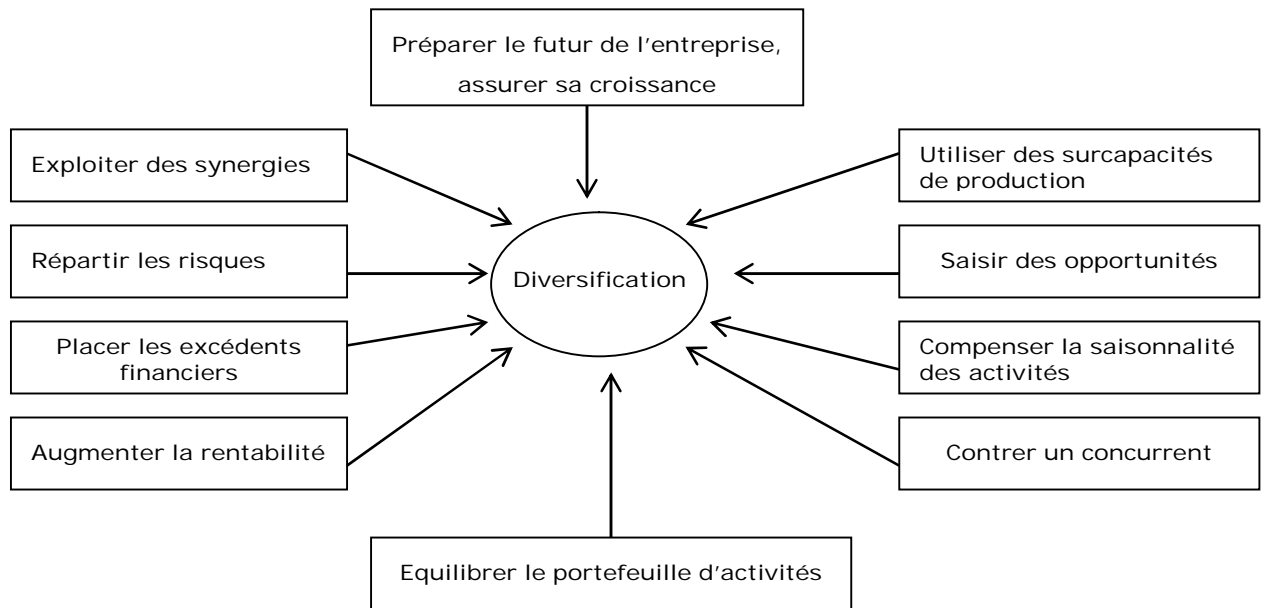 Préparer le futur de l’entreprise,
assurer sa croissance
Exploiter des synergies
Utiliser des surcapacités
de production
Répartir les risques
Diversification
Saisir des opportunités
Placer les excédents
financiers
Compenser la saisonnalité
des activités
Augmenter la rentabilité
Contrer un concurrent
Equilibrer le portefeuille d’activités